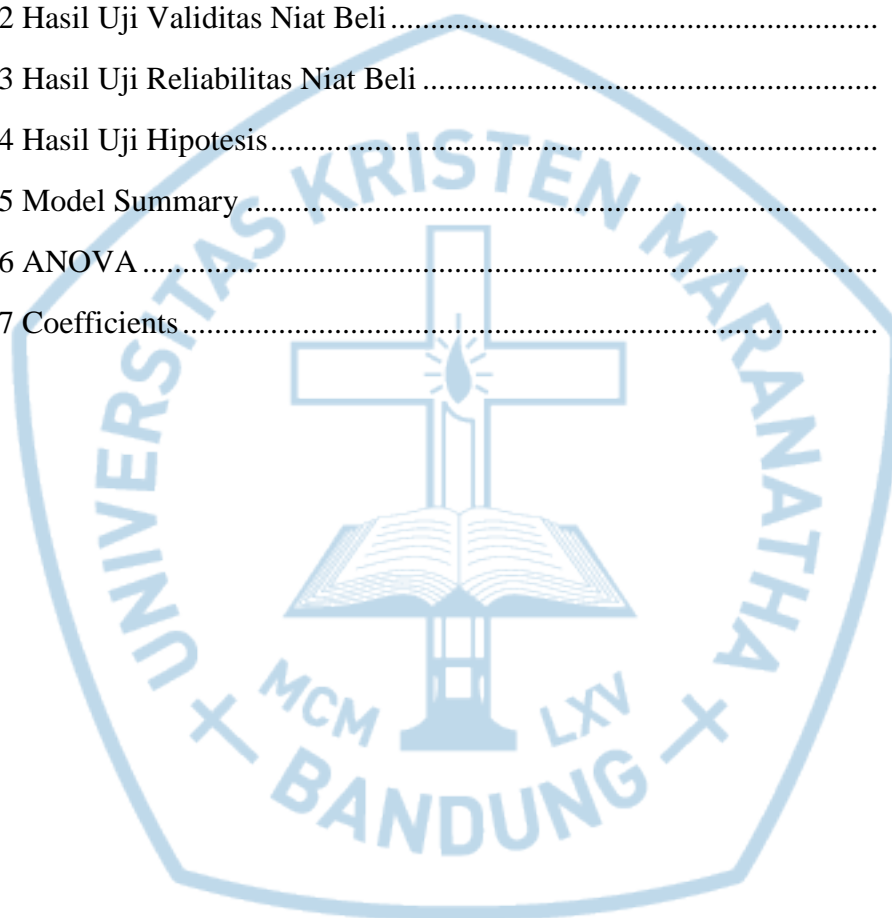 2 Hasil Uji Validitas Niat Beli...........................................................................
3 Hasil Uji Reliabilitas Niat Beli.......................................................................
4 Hasil Uji Hipotesis..........................................................................................
5 Model Summary..............................................................................................
6 ANOVA..........................................................................................................
7 Coefficients.....................................................................................................
UNIVERSITAS KRISTEN MARANATHA
MCM LXV
BANDUNG